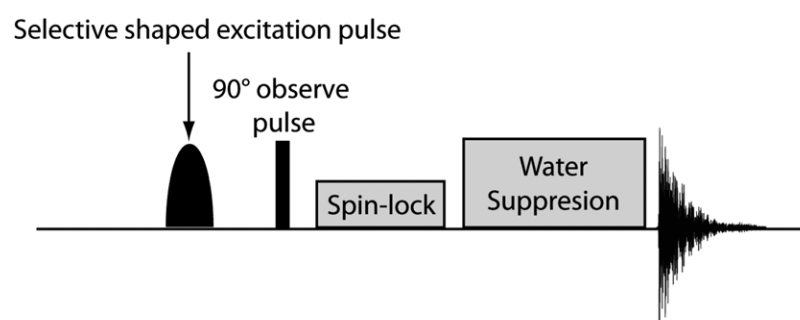 Selective shaped excitation pulse
90° observe
pulse
Spin-lock
Water
Suppresion